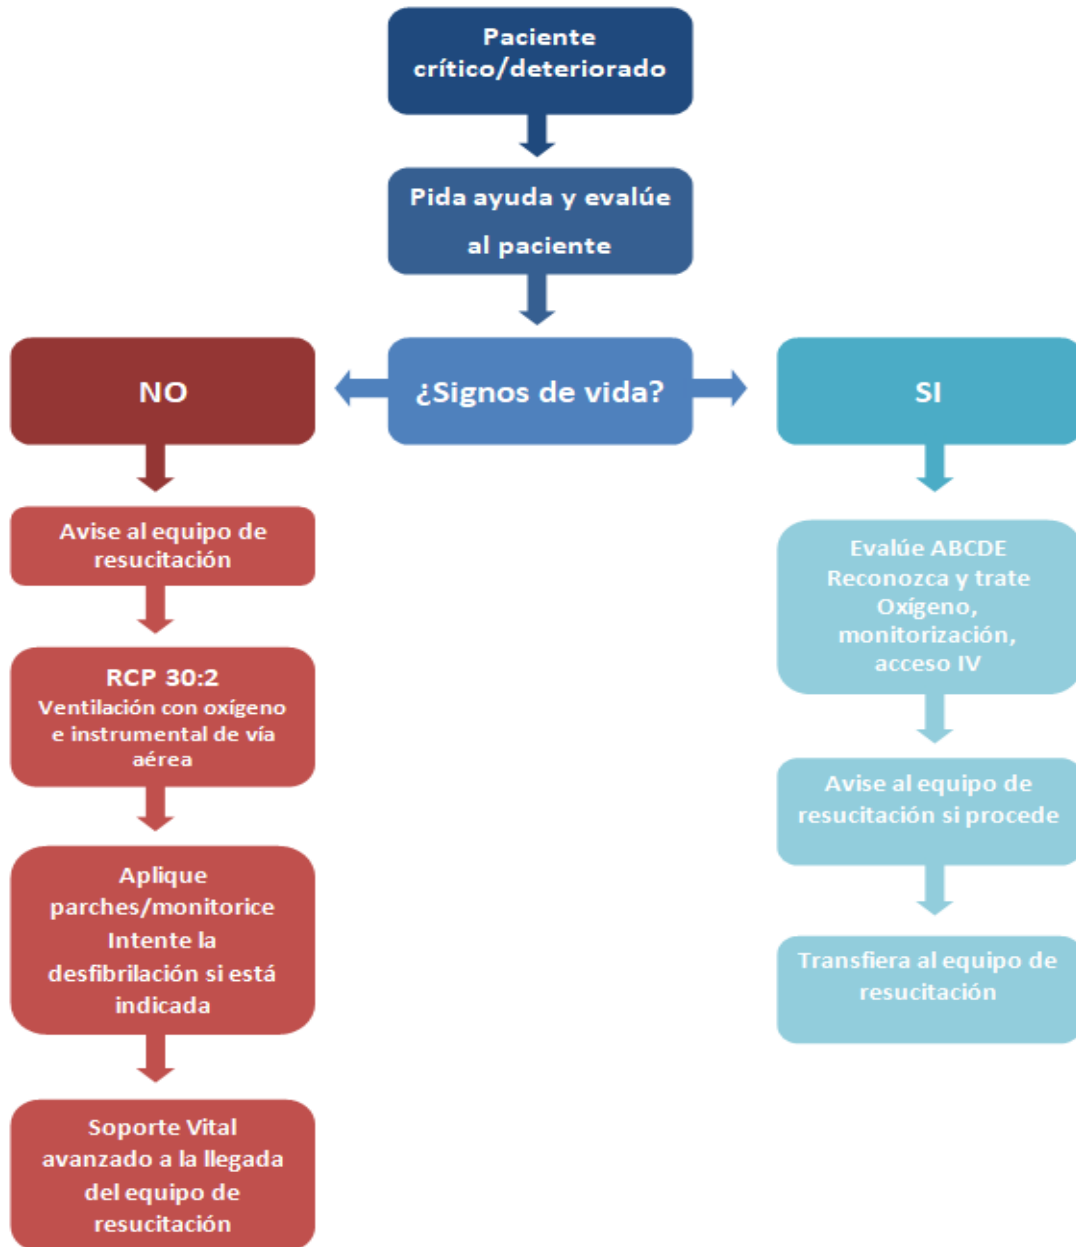 Paciente
crítico/deteriorado
Pida ayuda y evalúe
al paciente
¿Signos de vida?
NO
Avise al equipo de
resucitación
RCP 30:2
Ventilación con oxígeno
e instrumental de vía
aérea
Aplique
parches/monitorice
Intente la
desfibrilación si está
indicada
Soporte Vital
avanzado a la llegada
del equipo de
resucitación
SI
Evalúe ABCDE
Reconozca y trate
Oxígeno,
monitorización,
acceso IV
Avise al equipo de
resucitación si procede
Transfiera al equipo de
resucitación